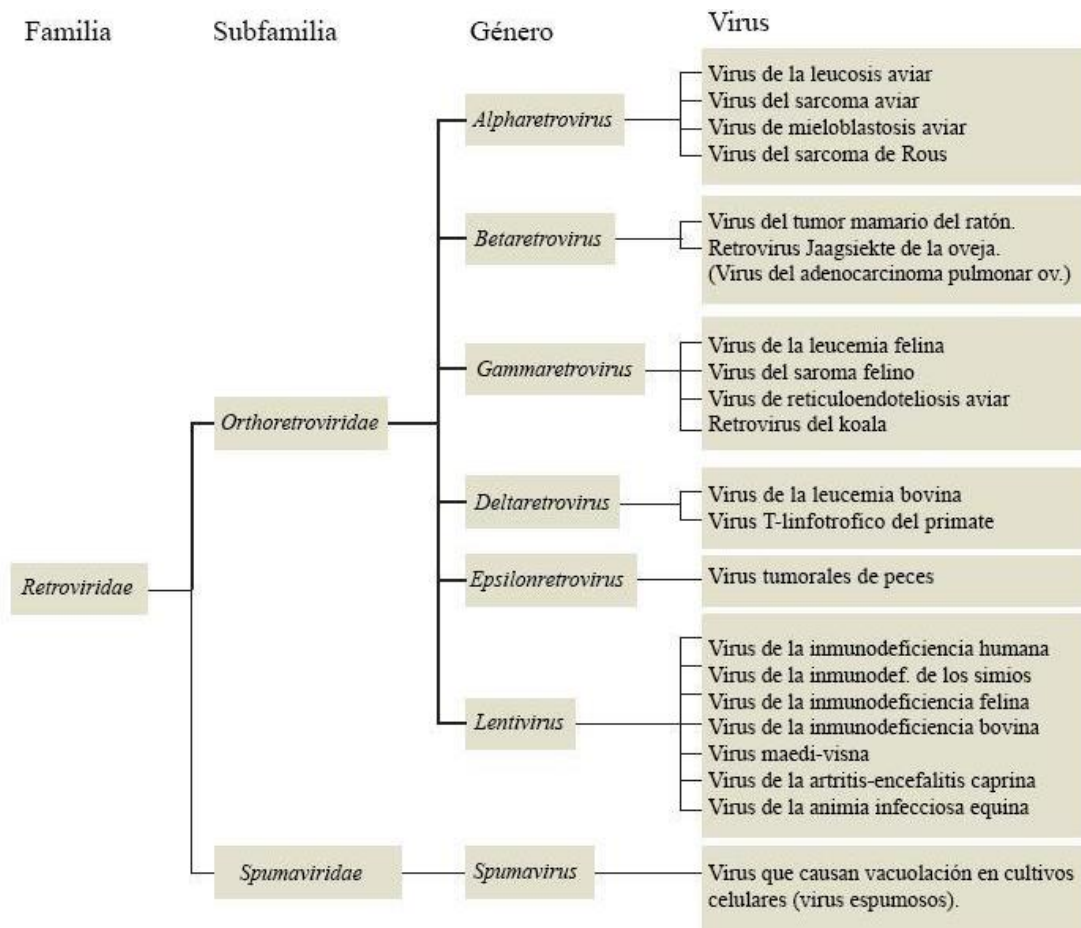 Familia
Subfamilia
Género
Virus
Alpharetrovirus
Virus de la leucosis aviar
Virus del sarcoma aviar
Virus de mieloblastosis aviar
Virus del sarcoma de Rous
Betaretrovirus
Virus del tumor mamario del ratón.
Retrovirus Jaagsiekte de la oveja.
(Virus del adenocarcinoma pulmonar ov.)
Gammaretrovirus
Virus de la leucemia felina
Virus del saroma felino
Virus de reticuloendoteliosis aviar
Retrovirus del koala
Orthoretroviridae
Deltaretrovirus
Virus de la leucemia bovina
Virus T-linfotrofico del primate
Retroviridae
Epsilonretrovirus
Virus tumorales de peces
Lentivirus
Virus de la inmunodeficiencia humana
Virus de la inmunodef. de los simios
Virus de la inmunodeficiencia felina
Virus de la inmunodeficiencia bovina
Virus maedi-visna
Virus de la artritis-encefalitis caprina
Virus de la animia infecciosa equina
Spumaviridae
Spumavirus
Virus que causan vacuolación en cultivos
celulares (virus espumosos).